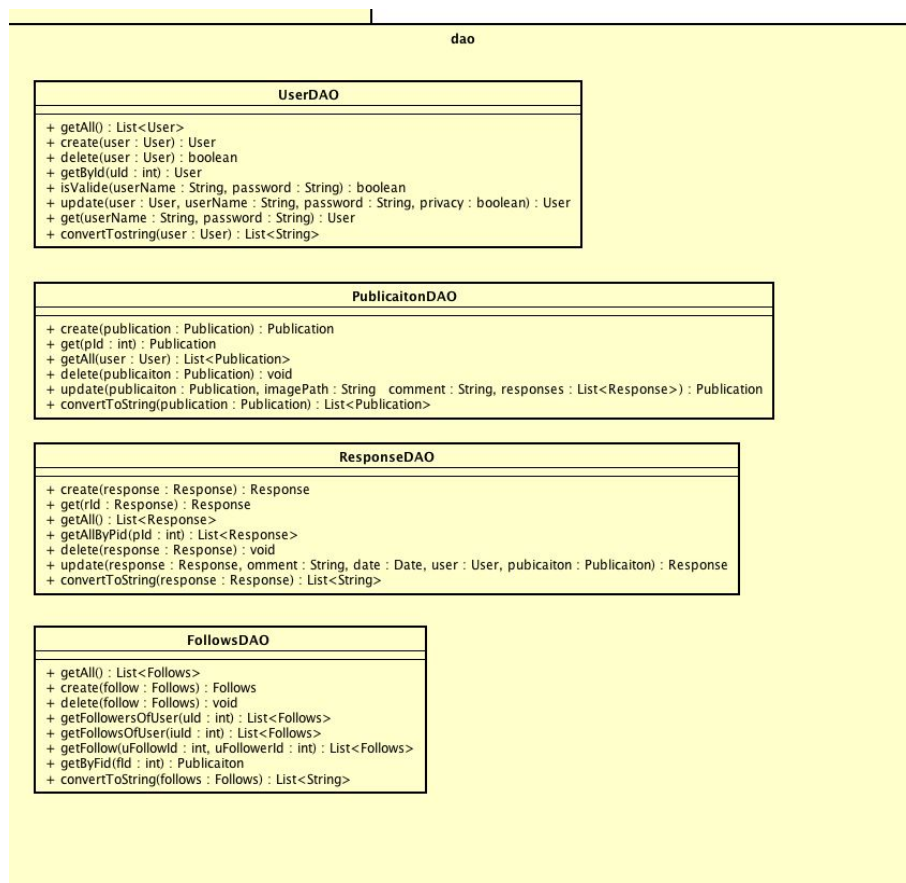 dao
UserDAO
+ getAll() : List<User>
+ create(user : User) : User
+ delete(user : User) : boolean
+ getById(uId : int) : User
+ isValide(userName : String, password : String) : boolean
+ update(user : User, userName : String, password : String, privacy : boolean) : User
+ get(userName : String, password : String) : User
+ convertTostring(user : User) : List<String>
PublicaitonDAO
+ create(publication : Publication) : Publication
+ get(pId : int) : Publication
+ getAll(user : User) : List<Publication>
+ delete(publicaiton : Publication) : void
+ update(publicaiton : Publication, imagePath : String comment : String, responses : List<Response>) : Publication
+ convertToString(publication : Publication) : List<Publication>
ResponseDAO
+ create(response : Response) : Response
+ get(rId : Response) : Response
+ getAll() : List<Response>
+ getAllByPid(pId : int) : List<Response>
+ delete(response : Response) : void
+ update(response : Response, omment : String, date : Date, user : User, pubicaiton : Publicaiton) : Response
+ convertToString(response : Response) : List<String>
FollowsDAO
+ getAll() : List<Follows>
+ create(follow : Follows) : Follows
+ delete(follow : Follows) : void
+ getFollowersOfUser(uId : int) : List<Follows>
+ getFollowsOfUser(iuId : int) : List<Follows>
+ getFollow(uFollowId : int, uFollowerId : int) : List<Follows>
+ getByFid(fId : int) : Publicaiton
+ convertToString(follows : Follows) : List<String>